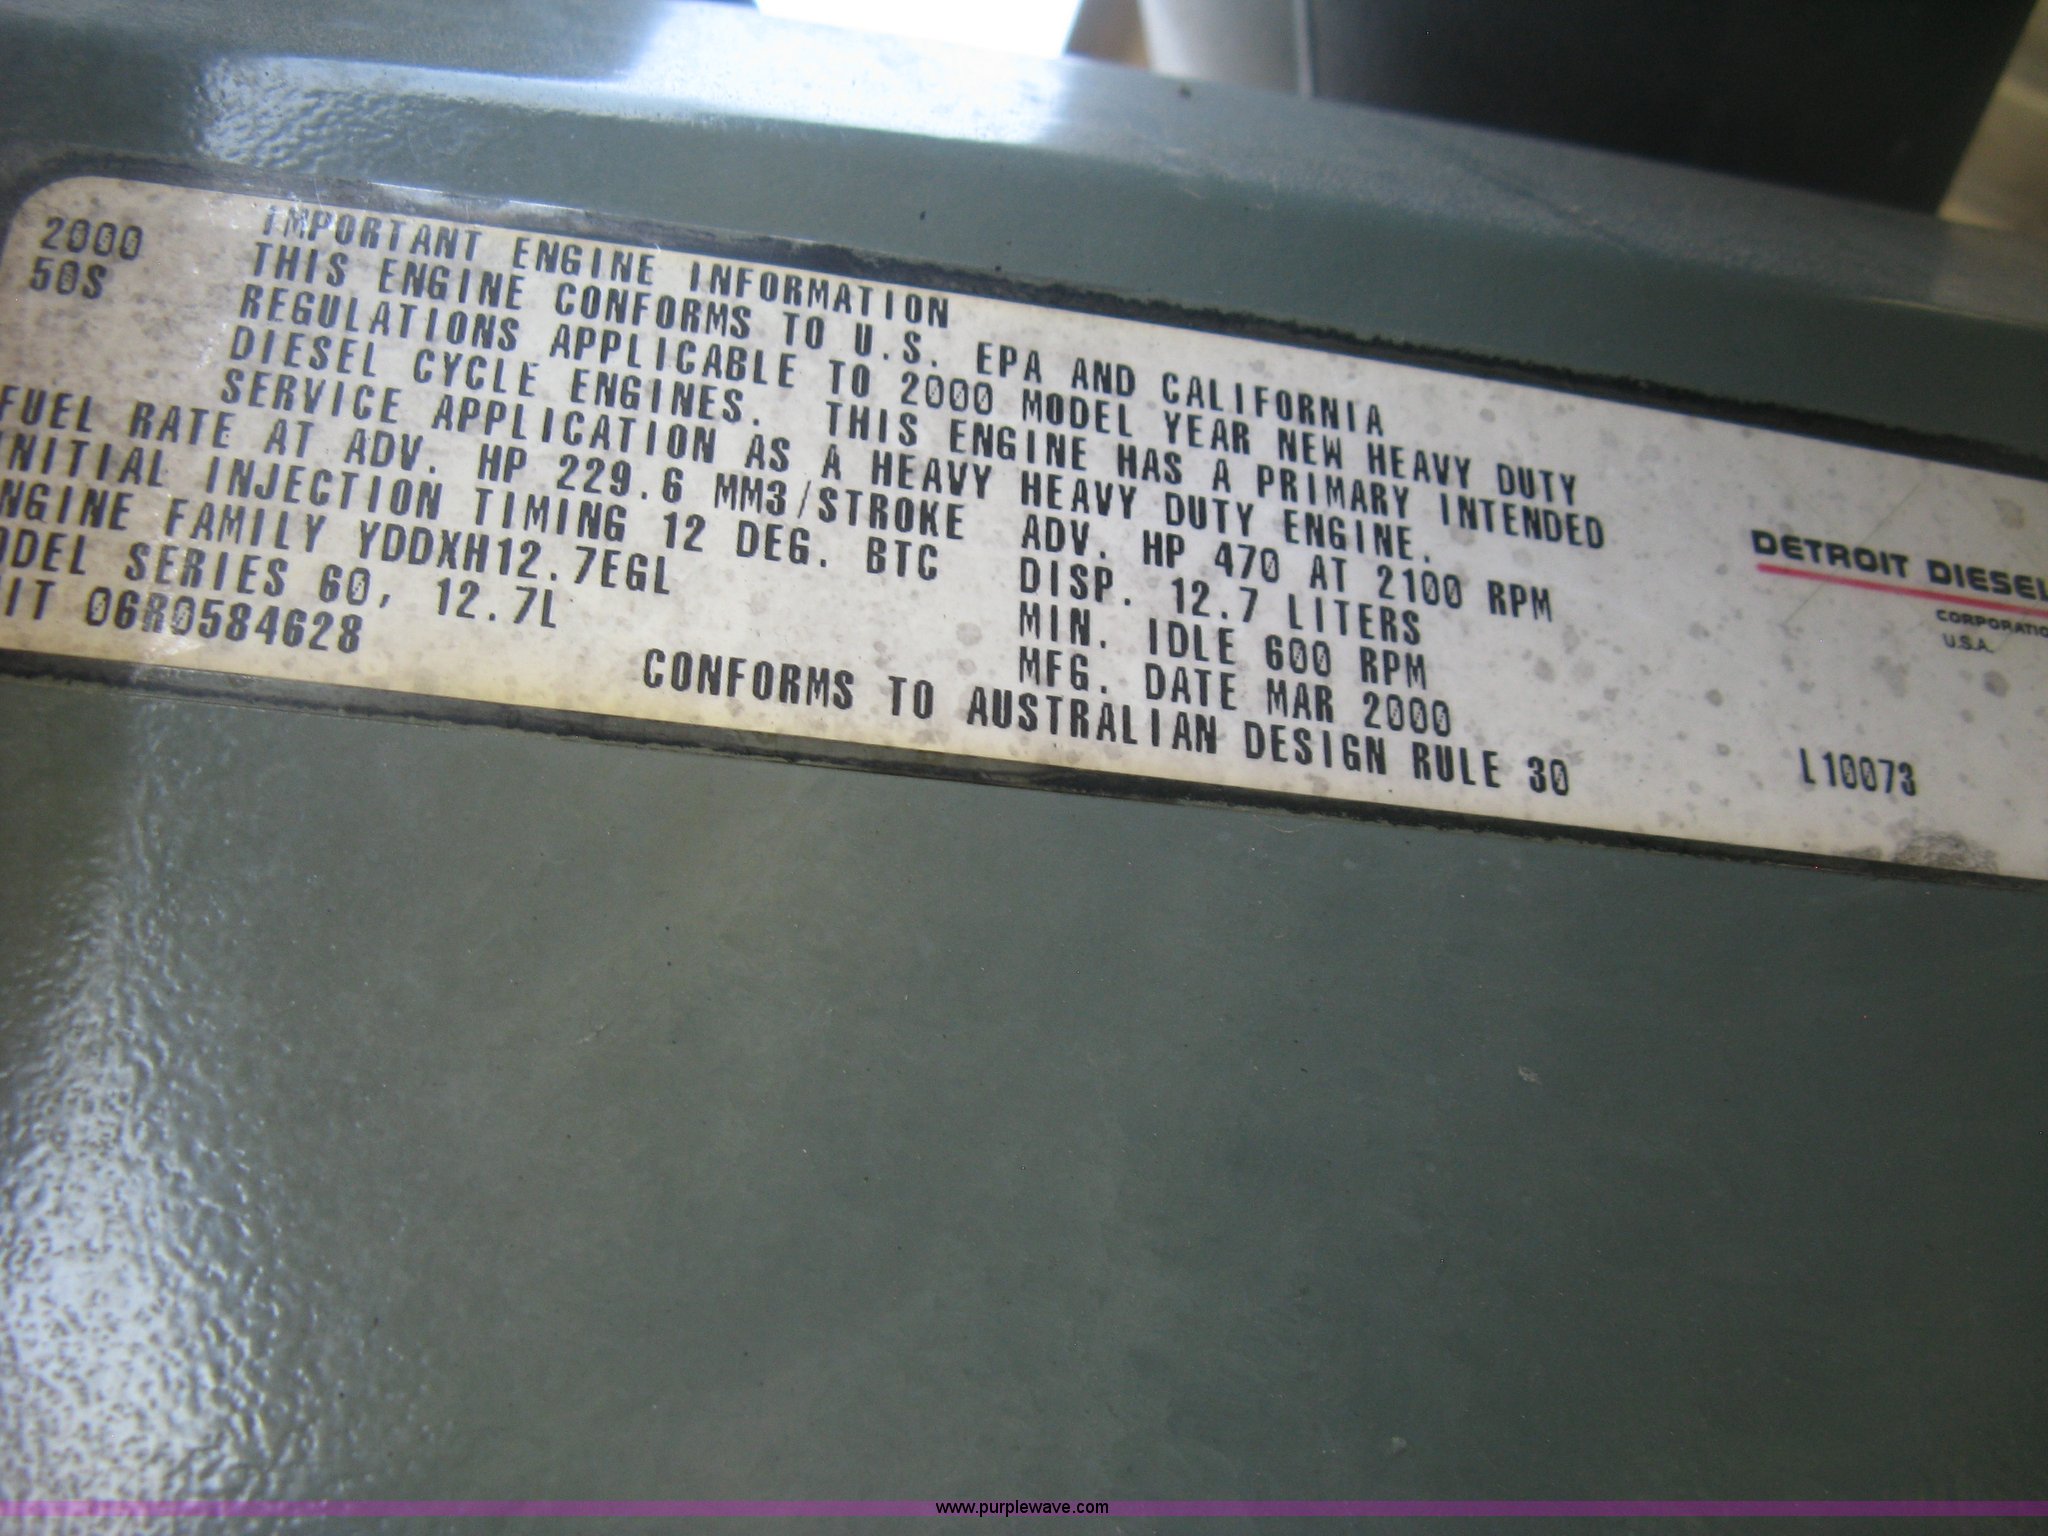 2000
50S
IMPORTANT ENGINE INFORMATION
THIS ENGINE CONFORMS TO U.S. EPA AND CALIFORNIA
REGULATIONS APPLICABLE TO 2000 MODEL YEAR NEW HEAVY DUTY
DIESEL CYCLE ENGINES. THIS ENGINE HAS A PRIMARY INTENDED
SERVICE APPLICATION AS A HEAVY HEAVY DUTY ENGINE.
FUEL RATE AT ADV. HP 229.6 MM3/STROKE ADV. HP 470 AT 2100 RPM
INITIAL INJECTION TIMING 12 DEG. BTC DISP. 12.7 LITERS
NGINE FAMILY YDDXH12.7EGL MIN. IDLE 600 RPM
ODEL SERIES 60, 12.7L MFG. DATE MAR 2000
IT 06R0584628
CONFORMS TO AUSTRALIAN DESIGN RULE 30
DETROIT DIESEL
CORPORATIO
U.S.A.
L10073
www.purplewave.com